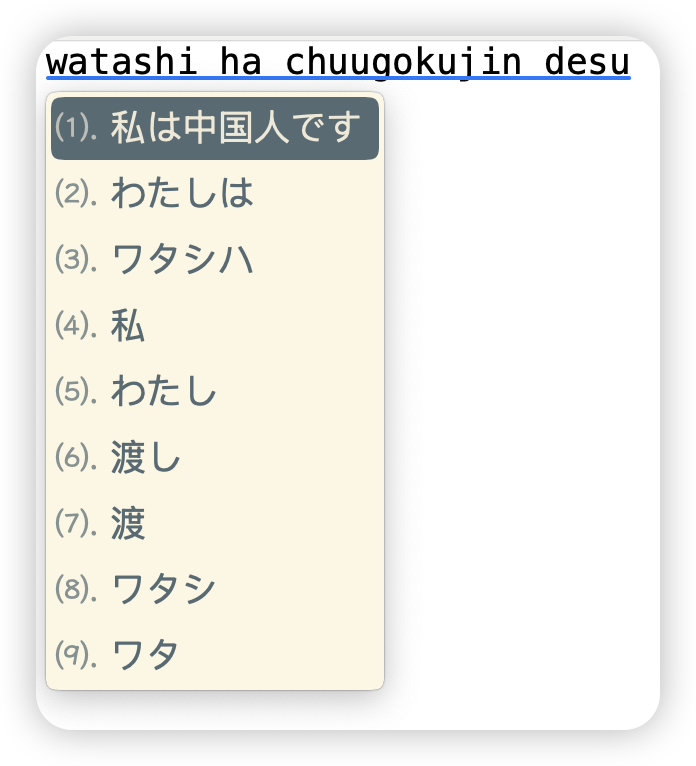 watashi ha chuugokujin desu
(1). 私は中国人です
(2). わたしは
(3). ワタシハ
(4). 私
(5). わたし
(6). 渡し
(7). 渡
(8). ワタシ
(9). ワタ